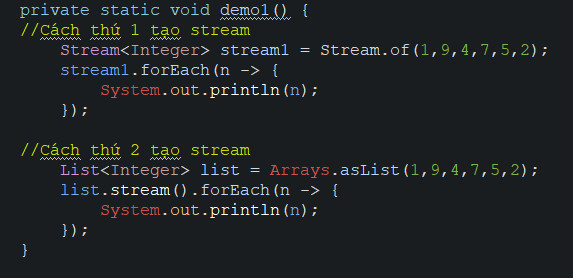 private static void demo1() {
//Cách thứ 1 tạo stream
Stream<Integer> stream1 = Stream.of(1,9,4,7,5,2);
stream1.forEach(n -> {
System.out.println(n);
});
//Cách thứ 2 tạo stream
List<Integer> list = Arrays.asList(1,9,4,7,5,2);
list.stream().forEach(n -> {
System.out.println(n);
});
}